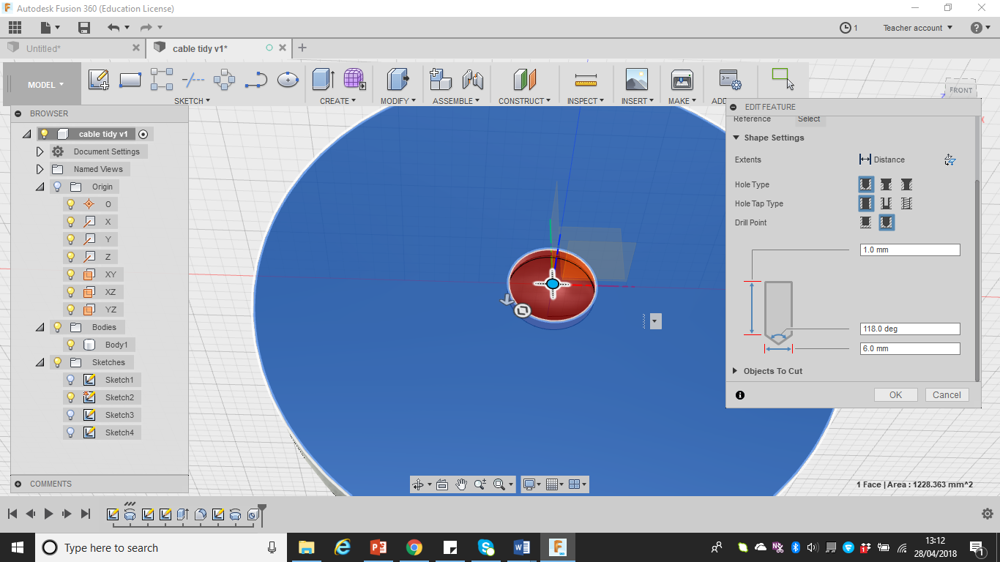 Autodesk Fusion 360 (Education License)
1
Teacher account
Untitled*
cable tidy v1*
MODEL
SKETCH
CREATE
MODIFY
ASSEMBLE
CONSTRUCT
INSPECT
INSERT
MAKE
ADD
FRONT
BROWSER
cable tidy v1
Document Settings
Named Views
Origin
O
X
Y
Z
XY
XZ
YZ
Bodies
Body1
Sketches
Sketch1
Sketch2
Sketch3
Sketch4
COMMENTS
EDIT FEATURE
Reference Select
Shape Settings
Extents Distance
Hole Type
Hole Tap Type
Drill Point
1.0 mm
118.0 deg
6.0 mm
Objects To Cut
OK Cancel
1 Face | Area : 1228.363 mm^2
Type here to search
13:12
28/04/2018
1